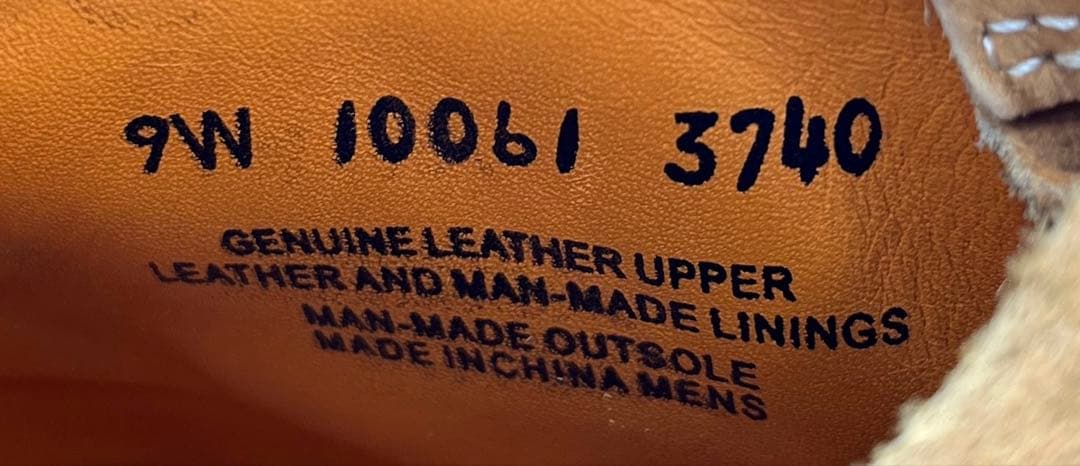 9W 10061 3740
GENUINE LEATHER UPPER
LEATHER AND MAN-MADE LININGS
MAN-MADE OUTSOLE
MADE IN CHINA MENS